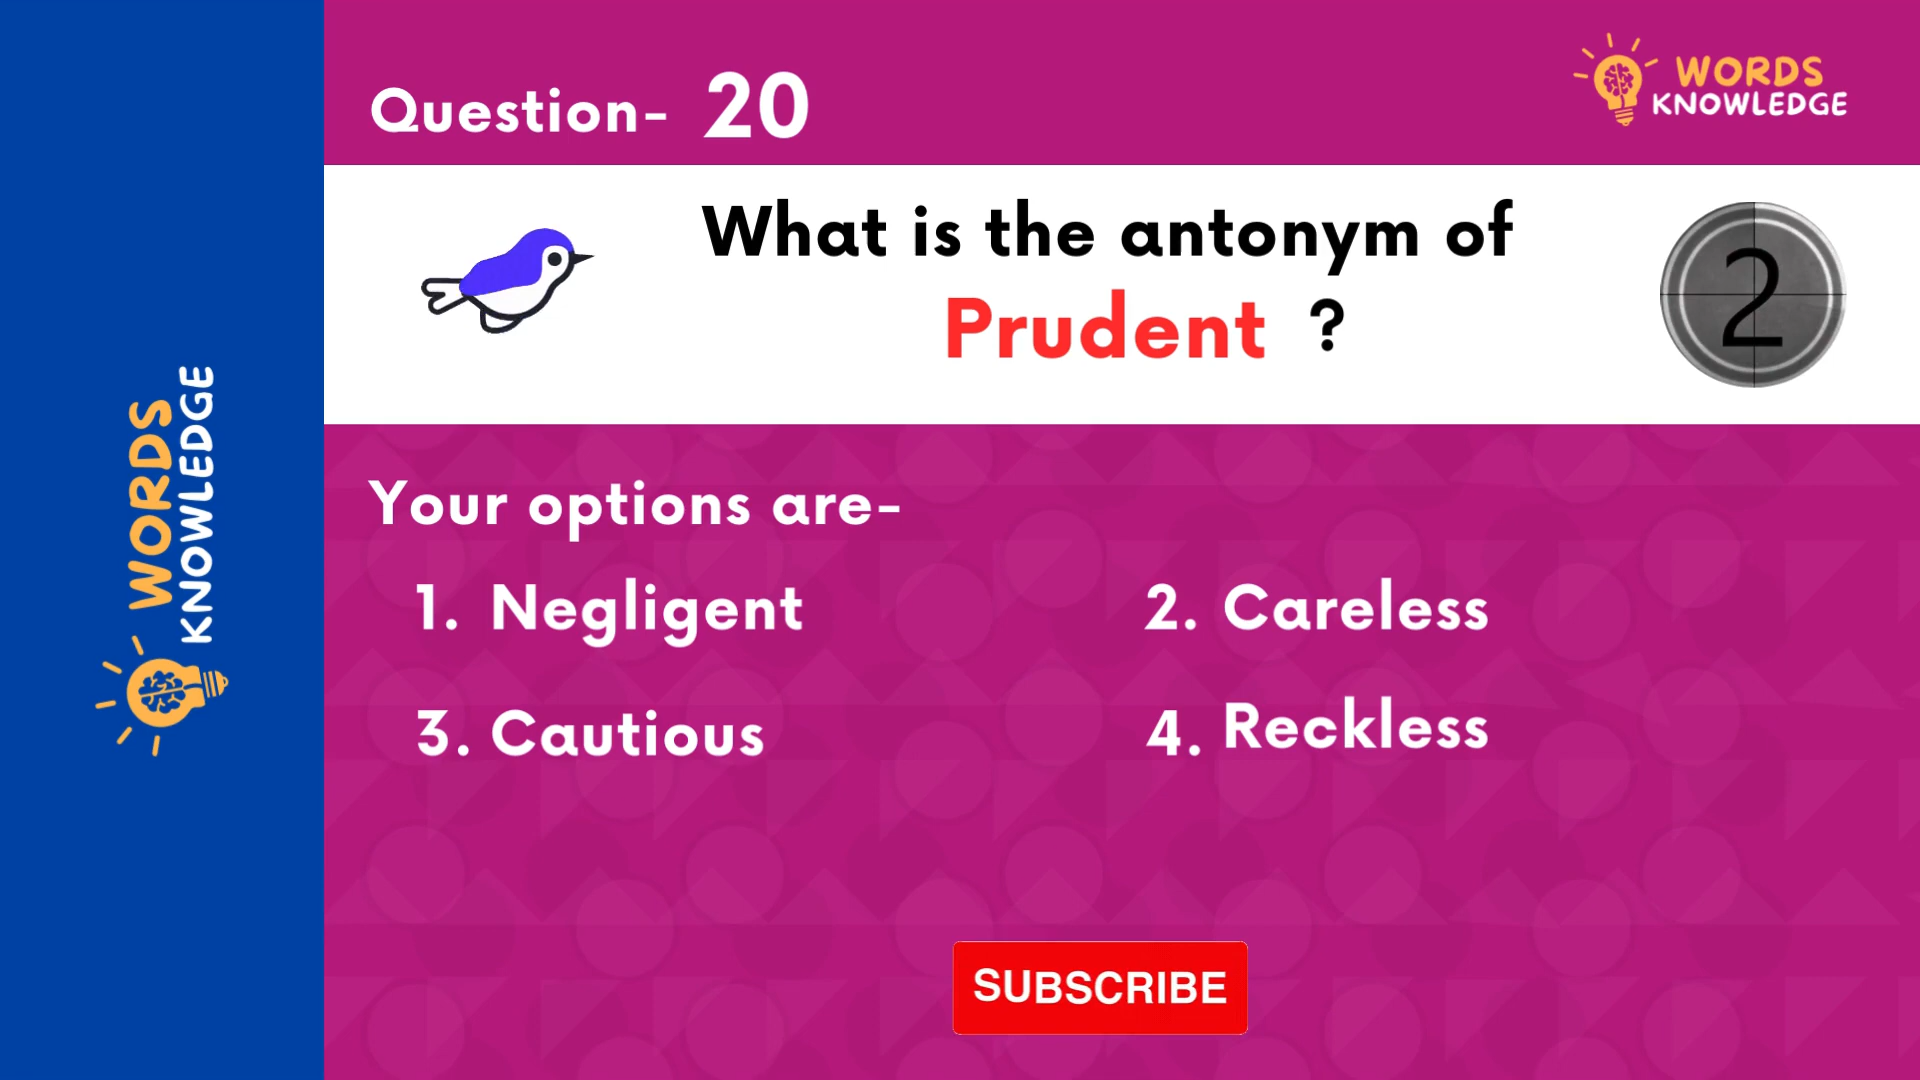 Question- 20
WORDS
KNOWLEDGE
What is the antonym of
Prudent ?
2
WORDS
KNOWLEDGE
Your options are-
1. Negligent
2. Careless
3. Cautious
4. Reckless
SUBSCRIBE